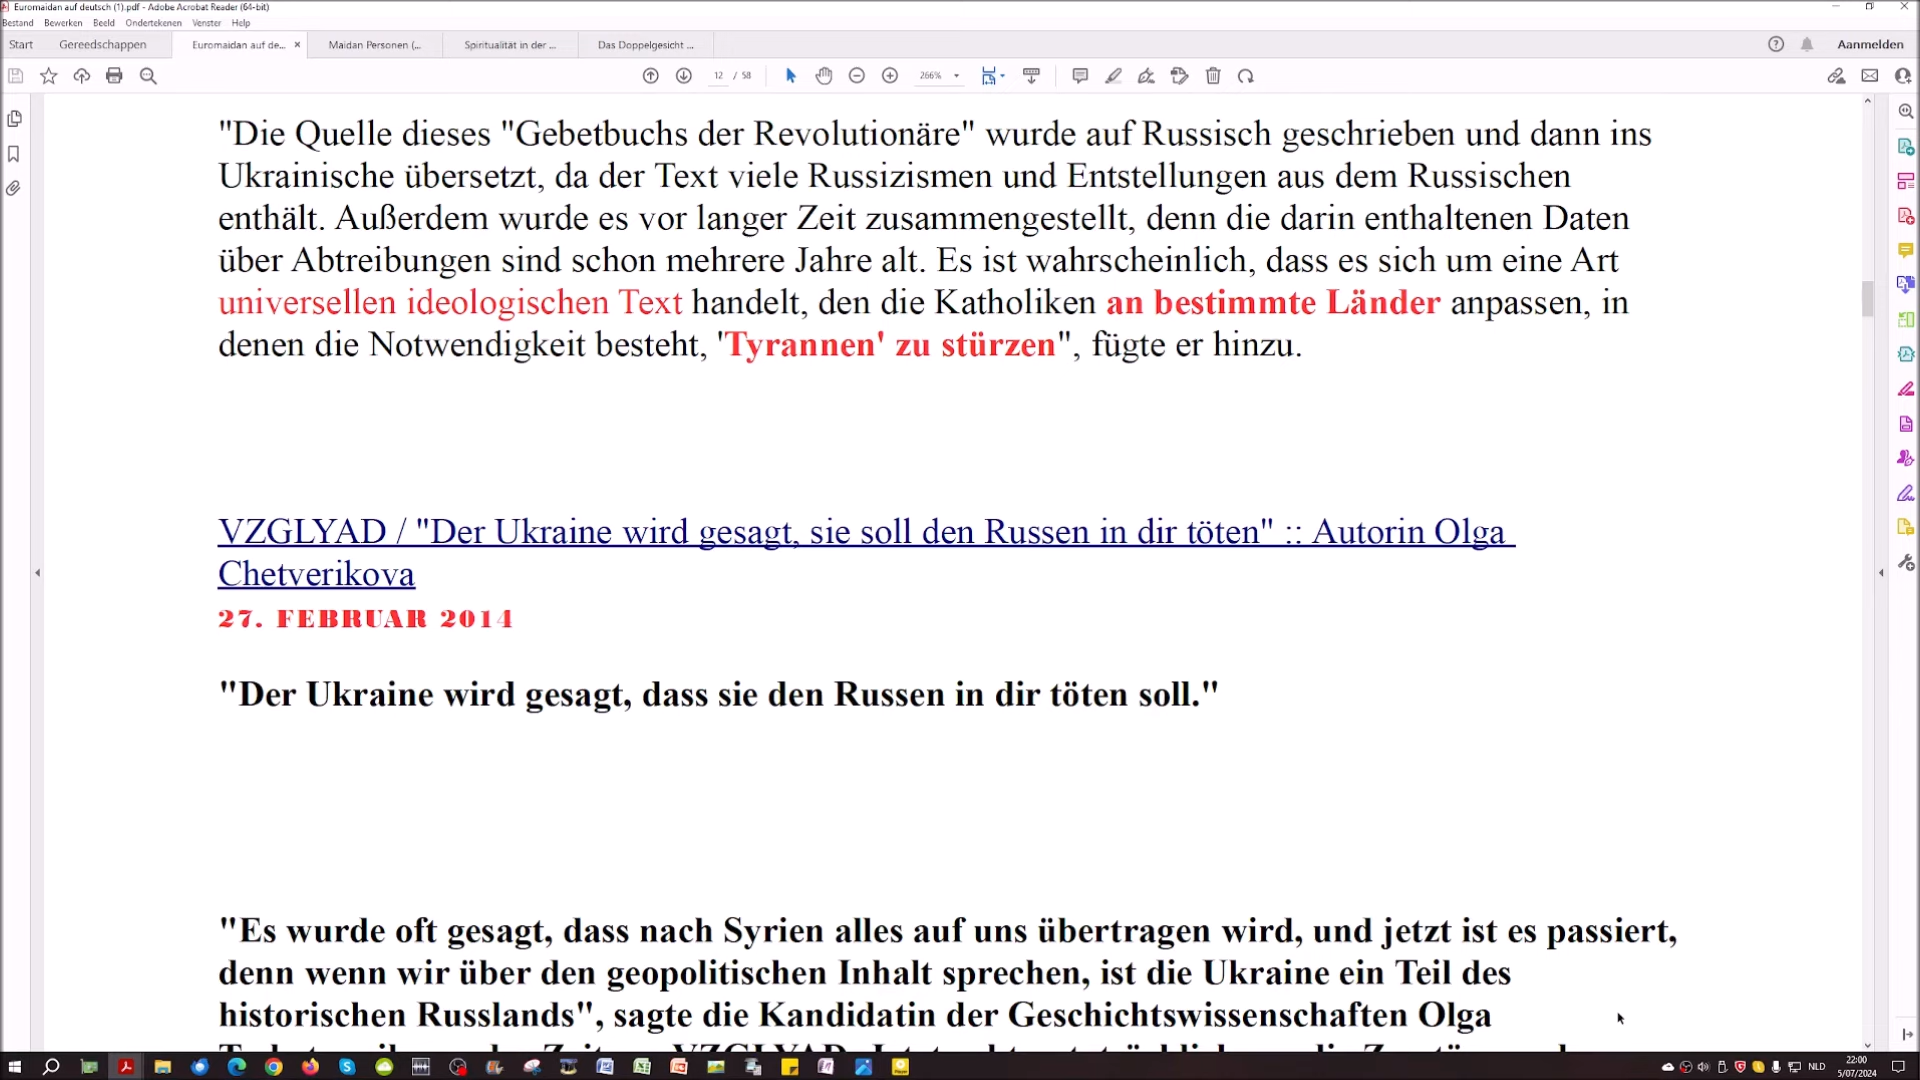 Euromaidan auf deutsch (1).pdf - Adobe Acrobat Reader (64-bit)
Bestand Bewerken Beeld Ondertekenen Venster Help
Start Gereedschappen Euromaidan auf de... × Maidan Personen (... Spiritualität in der ... Das Doppelgesicht ... Anmelden
12 / 58 266%
"Die Quelle dieses "Gebetbuchs der Revolutionäre" wurde auf Russisch geschrieben und dann ins
Ukrainische übersetzt, da der Text viele Russizismen und Entstellungen aus dem Russischen
enthält. Außerdem wurde es vor langer Zeit zusammengestellt, denn die darin enthaltenen Daten
über Abtreibungen sind schon mehrere Jahre alt. Es ist wahrscheinlich, dass es sich um eine Art
universellen ideologischen Text handelt, den die Katholiken an bestimmte Länder anpassen, in
denen die Notwendigkeit besteht, 'Tyrannen' zu stürzen", fügte er hinzu.
VZGLYAD / "Der Ukraine wird gesagt, sie soll den Russen in dir töten" :: Autorin Olga
Chetverikova
27. FEBRUAR 2014
"Der Ukraine wird gesagt, dass sie den Russen in dir töten soll."
"Es wurde oft gesagt, dass nach Syrien alles auf uns übertragen wird, und jetzt ist es passiert,
denn wenn wir über den geopolitischen Inhalt sprechen, ist die Ukraine ein Teil des
historischen Russlands", sagte die Kandidatin der Geschichtswissenschaften Olga
NLD
22:00
5/07/2024